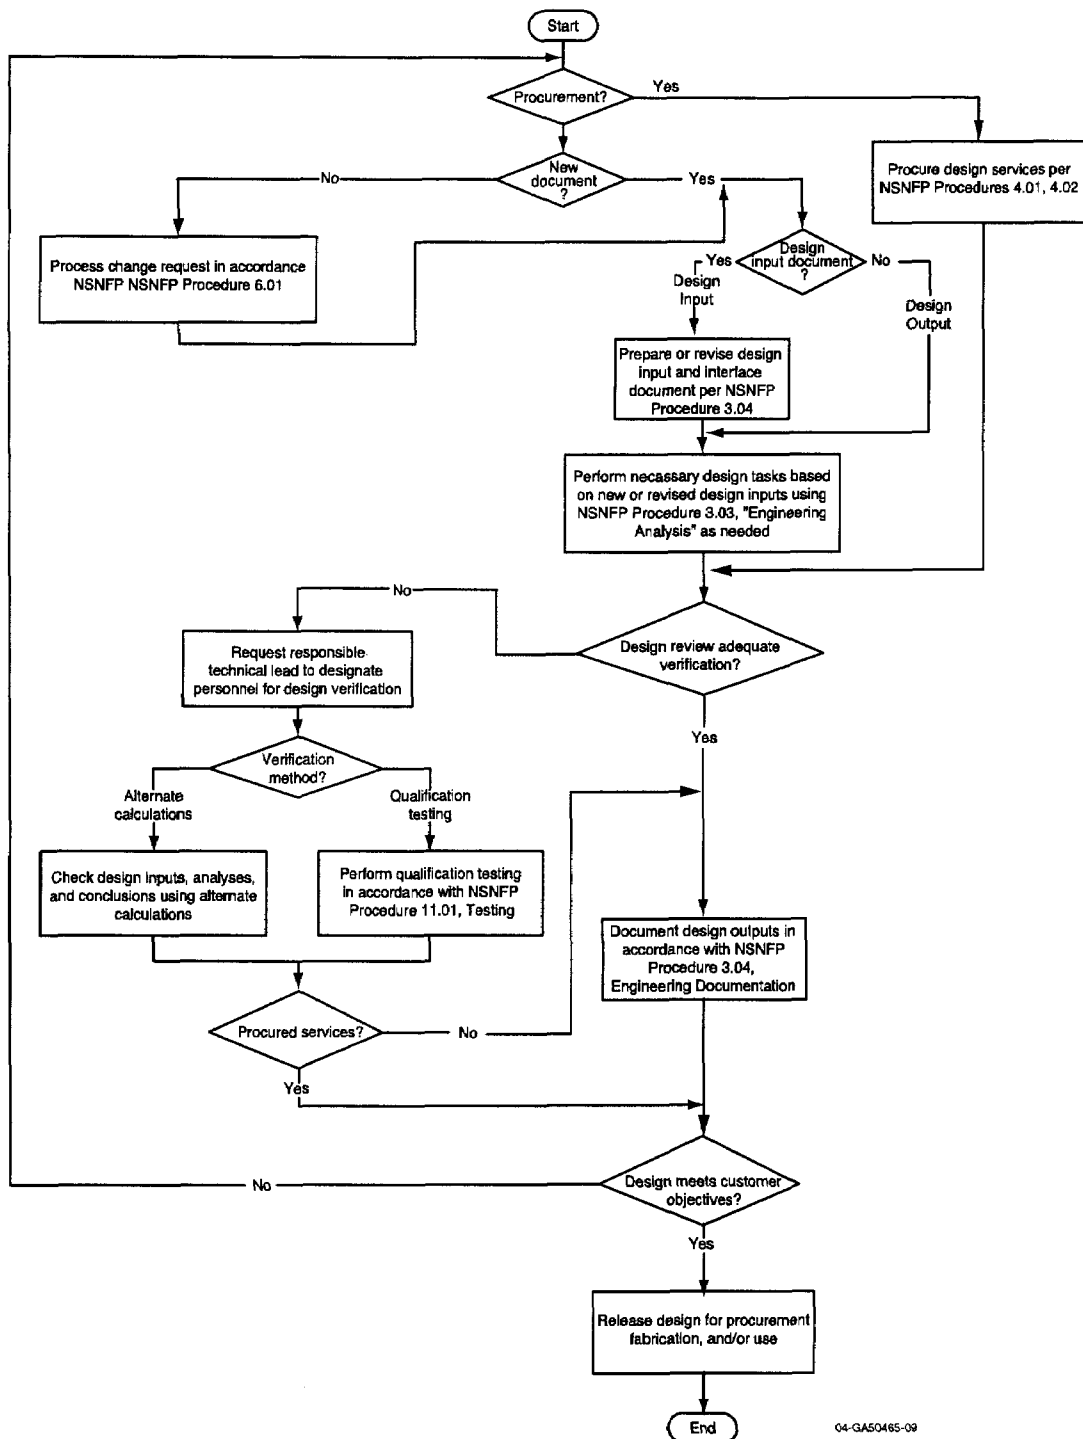 Start
Procurement?
Yes
New
document
?
No
Yes
Procure design services per
NSNFP Procedures 4.01, 4.02
Process change request in accordance
NSNFP NSNFP Procedure 6.01
Design
input document
?
Yes
Design
Input
No
Design
Output
Prepare or revise design
input and interface
document per NSNFP
Procedure 3.04
Perform necassary design tasks based
on new or revised design inputs using
NSNFP Procedure 3.03, "Engineering
Analysis" as needed
No
Design review adequate
verification?
Request responsible
technical lead to designate
personnel for design verification
Yes
Verification
method?
Alternate
calculations
Qualification
testing
Check design inputs, analyses,
and conclusions using alternate
calculations
Perform qualification testing
in accordance with NSNFP
Procedure 11.01, Testing
Document design outputs in
accordance with NSNFP
Procedure 3.04,
Engineering Documentation
Procured services?
No
Yes
Design meets customer
objectives?
No
Yes
Release design for procurement
fabrication, and/or use
End
04-GA50465-09